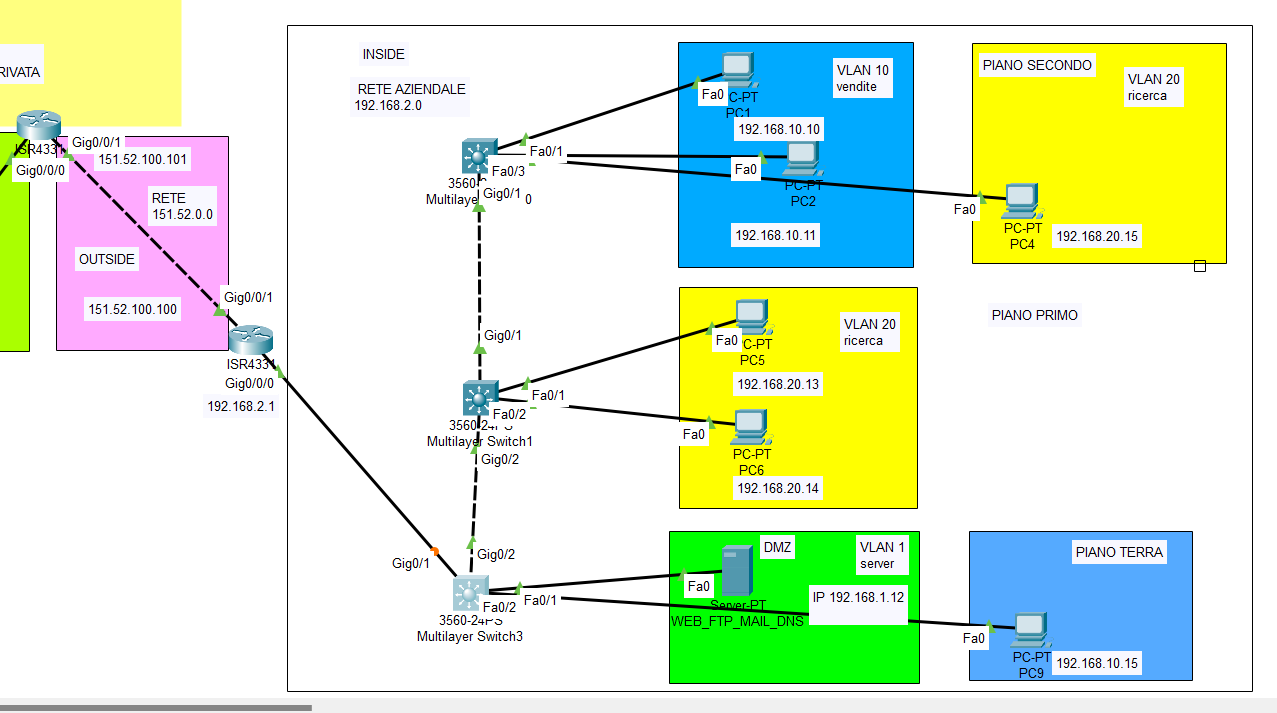 RIVATA
ISR4331
Gig0/0/0
Gig0/0/1
151.52.100.101
RETE
151.52.0.0
OUTSIDE
151.52.100.100
Gig0/0/1
ISR4331
Gig0/0/0
192.168.2.1
INSIDE
RETE AZIENDALE
192.168.2.0
Fa0/1
Fa0/3
Gig0/1
0
Fa0
C-PT
PC1
VLAN 10
vendite
192.168.10.10
Fa0
PC-PT
PC2
192.168.10.11
PIANO SECONDO
VLAN 20
ricerca
Fa0
PC-PT
PC4
192.168.20.15
PIANO PRIMO
Gig0/1
Fa0/1
Fa0/2
3560-24PS
Multilayer Switch1
Gig0/2
Fa0
C-PT
PC5
VLAN 20
ricerca
192.168.20.13
Fa0
PC-PT
PC6
192.168.20.14
Gig0/1
Gig0/2
Fa0/2
Fa0/1
3560-24PS
Multilayer Switch3
DMZ
VLAN 1
server
Fa0
Server-PT
WEB_FTP_MAIL_DNS
IP 192.168.1.12
PIANO TERRA
Fa0
PC-PT
PC9
192.168.10.15